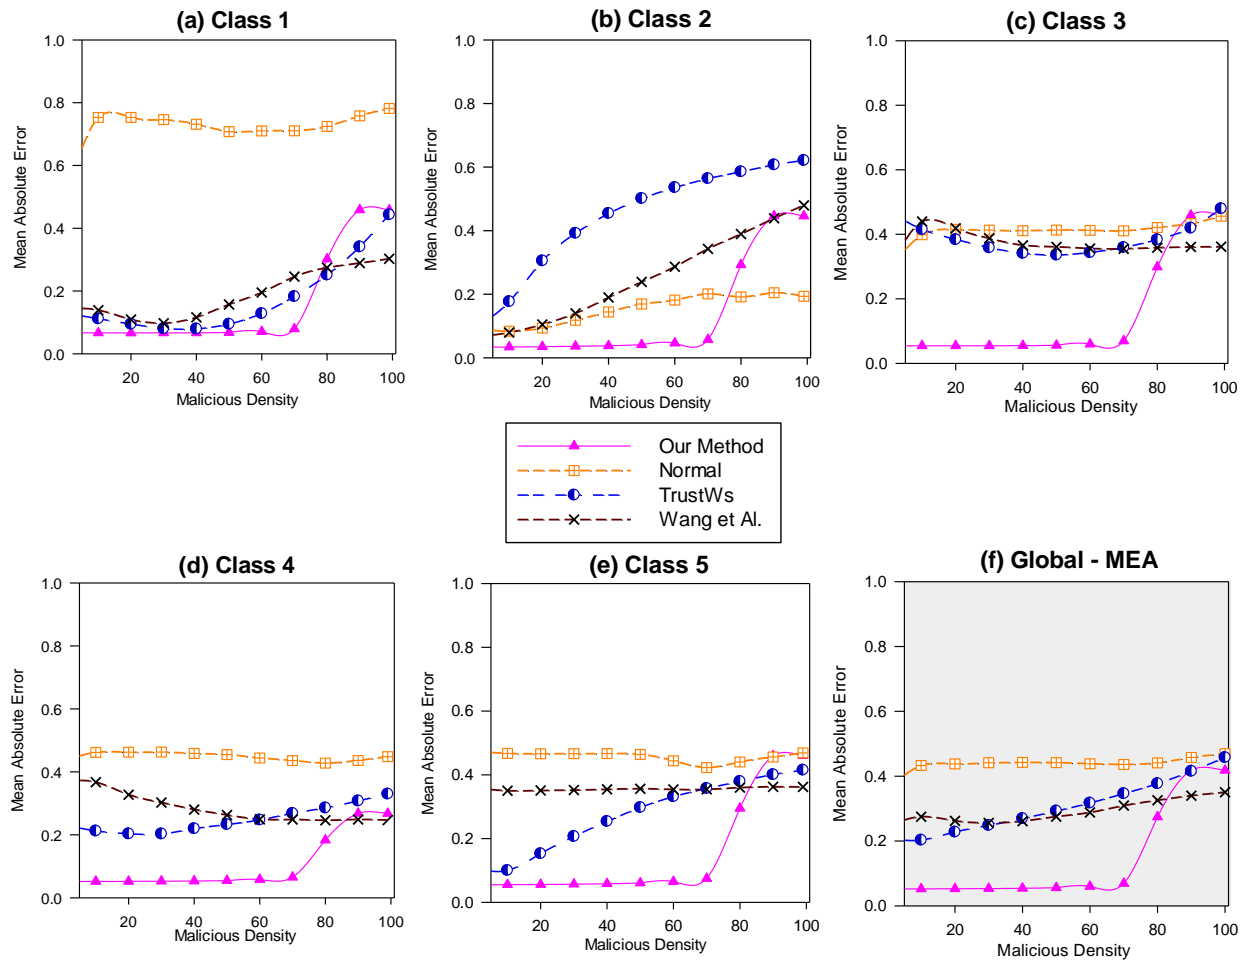 (a) Class 1
1.0
0.8
0.6
0.4
0.2
0.0
Mean Absolute Error
20 40 60 80 100
Malicious Density
(b) Class 2
1.0
0.8
0.6
0.4
0.2
0.0
Mean Absolute Error
20 40 60 80 100
Malicious Density
(c) Class 3
1.0
0.8
0.6
0.4
0.2
0.0
Mean Absolute Error
20 40 60 80 100
Malicious Density
Our Method
Normal
TrustWs
Wang et Al.
(d) Class 4
1.0
0.8
0.6
0.4
0.2
0.0
Mean Absolute Error
20 40 60 80 100
Malicious Density
(e) Class 5
1.0
0.8
0.6
0.4
0.2
0.0
Mean Absolute Error
20 40 60 80 100
Malicious Density
(f) Global - MEA
1.0
0.8
0.6
0.4
0.2
0.0
Mean Absolute Error
20 40 60 80 100
Malicious Density